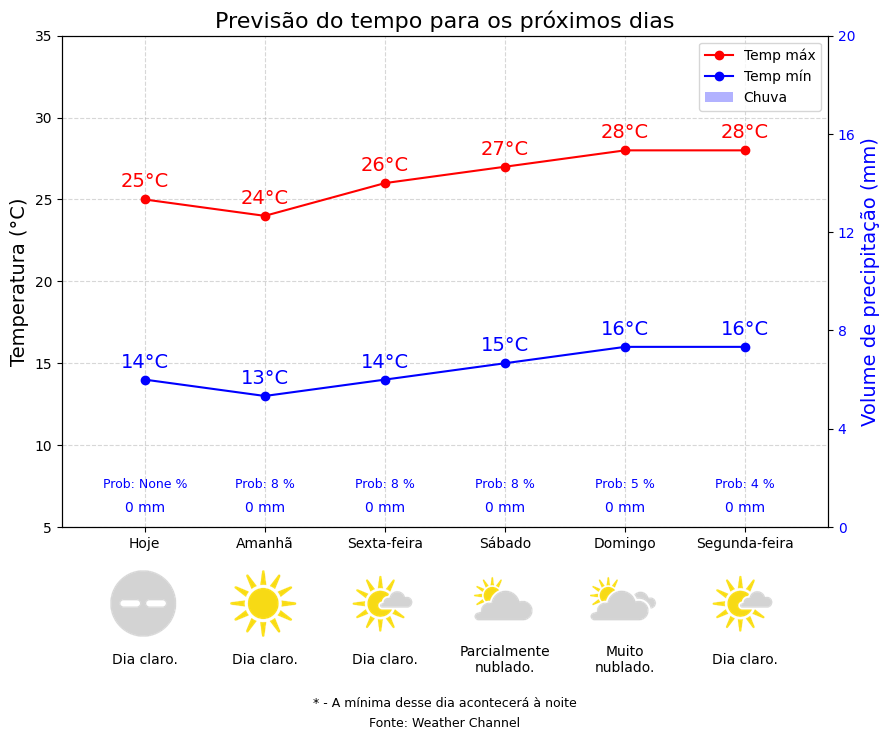 Previsão do tempo para os próximos dias
Temperatura (°C)
Volume de precipitação (mm)
35
30
25
20
15
10
5
20
16
12
8
4
0
Temp máx
Temp mín
Chuva
25°C
24°C
26°C
27°C
28°C
28°C
14°C
13°C
14°C
15°C
16°C
16°C
Prob: None %
Prob: 8 %
Prob: 8 %
Prob: 8 %
Prob: 5 %
Prob: 4 %
0 mm
0 mm
0 mm
0 mm
0 mm
0 mm
Hoje
Amanhã
Sexta-feira
Sábado
Domingo
Segunda-feira
Dia claro.
Dia claro.
Dia claro.
Parcialmente
nublado.
Muito
nublado.
Dia claro.
* - A mínima desse dia acontecerá à noite
Fonte: Weather Channel